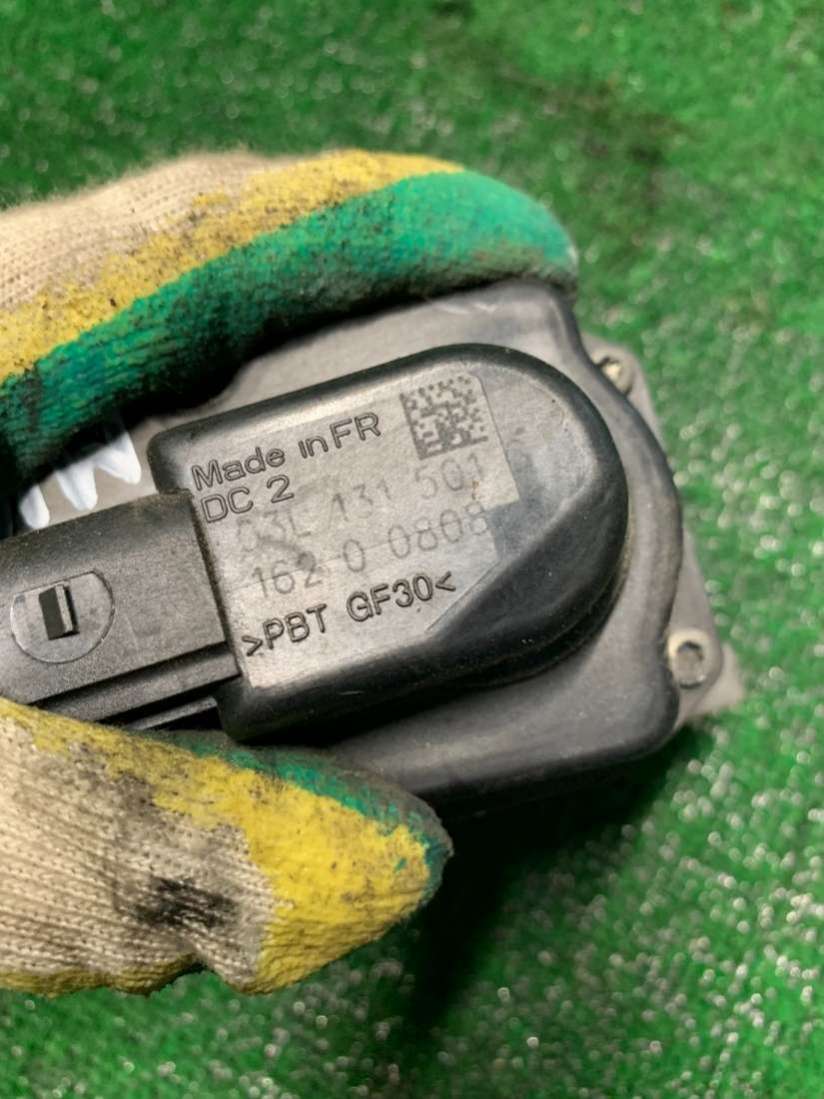 Made in FR
DC 2
03L 131 501
162 0 0808
>PBT GF30<